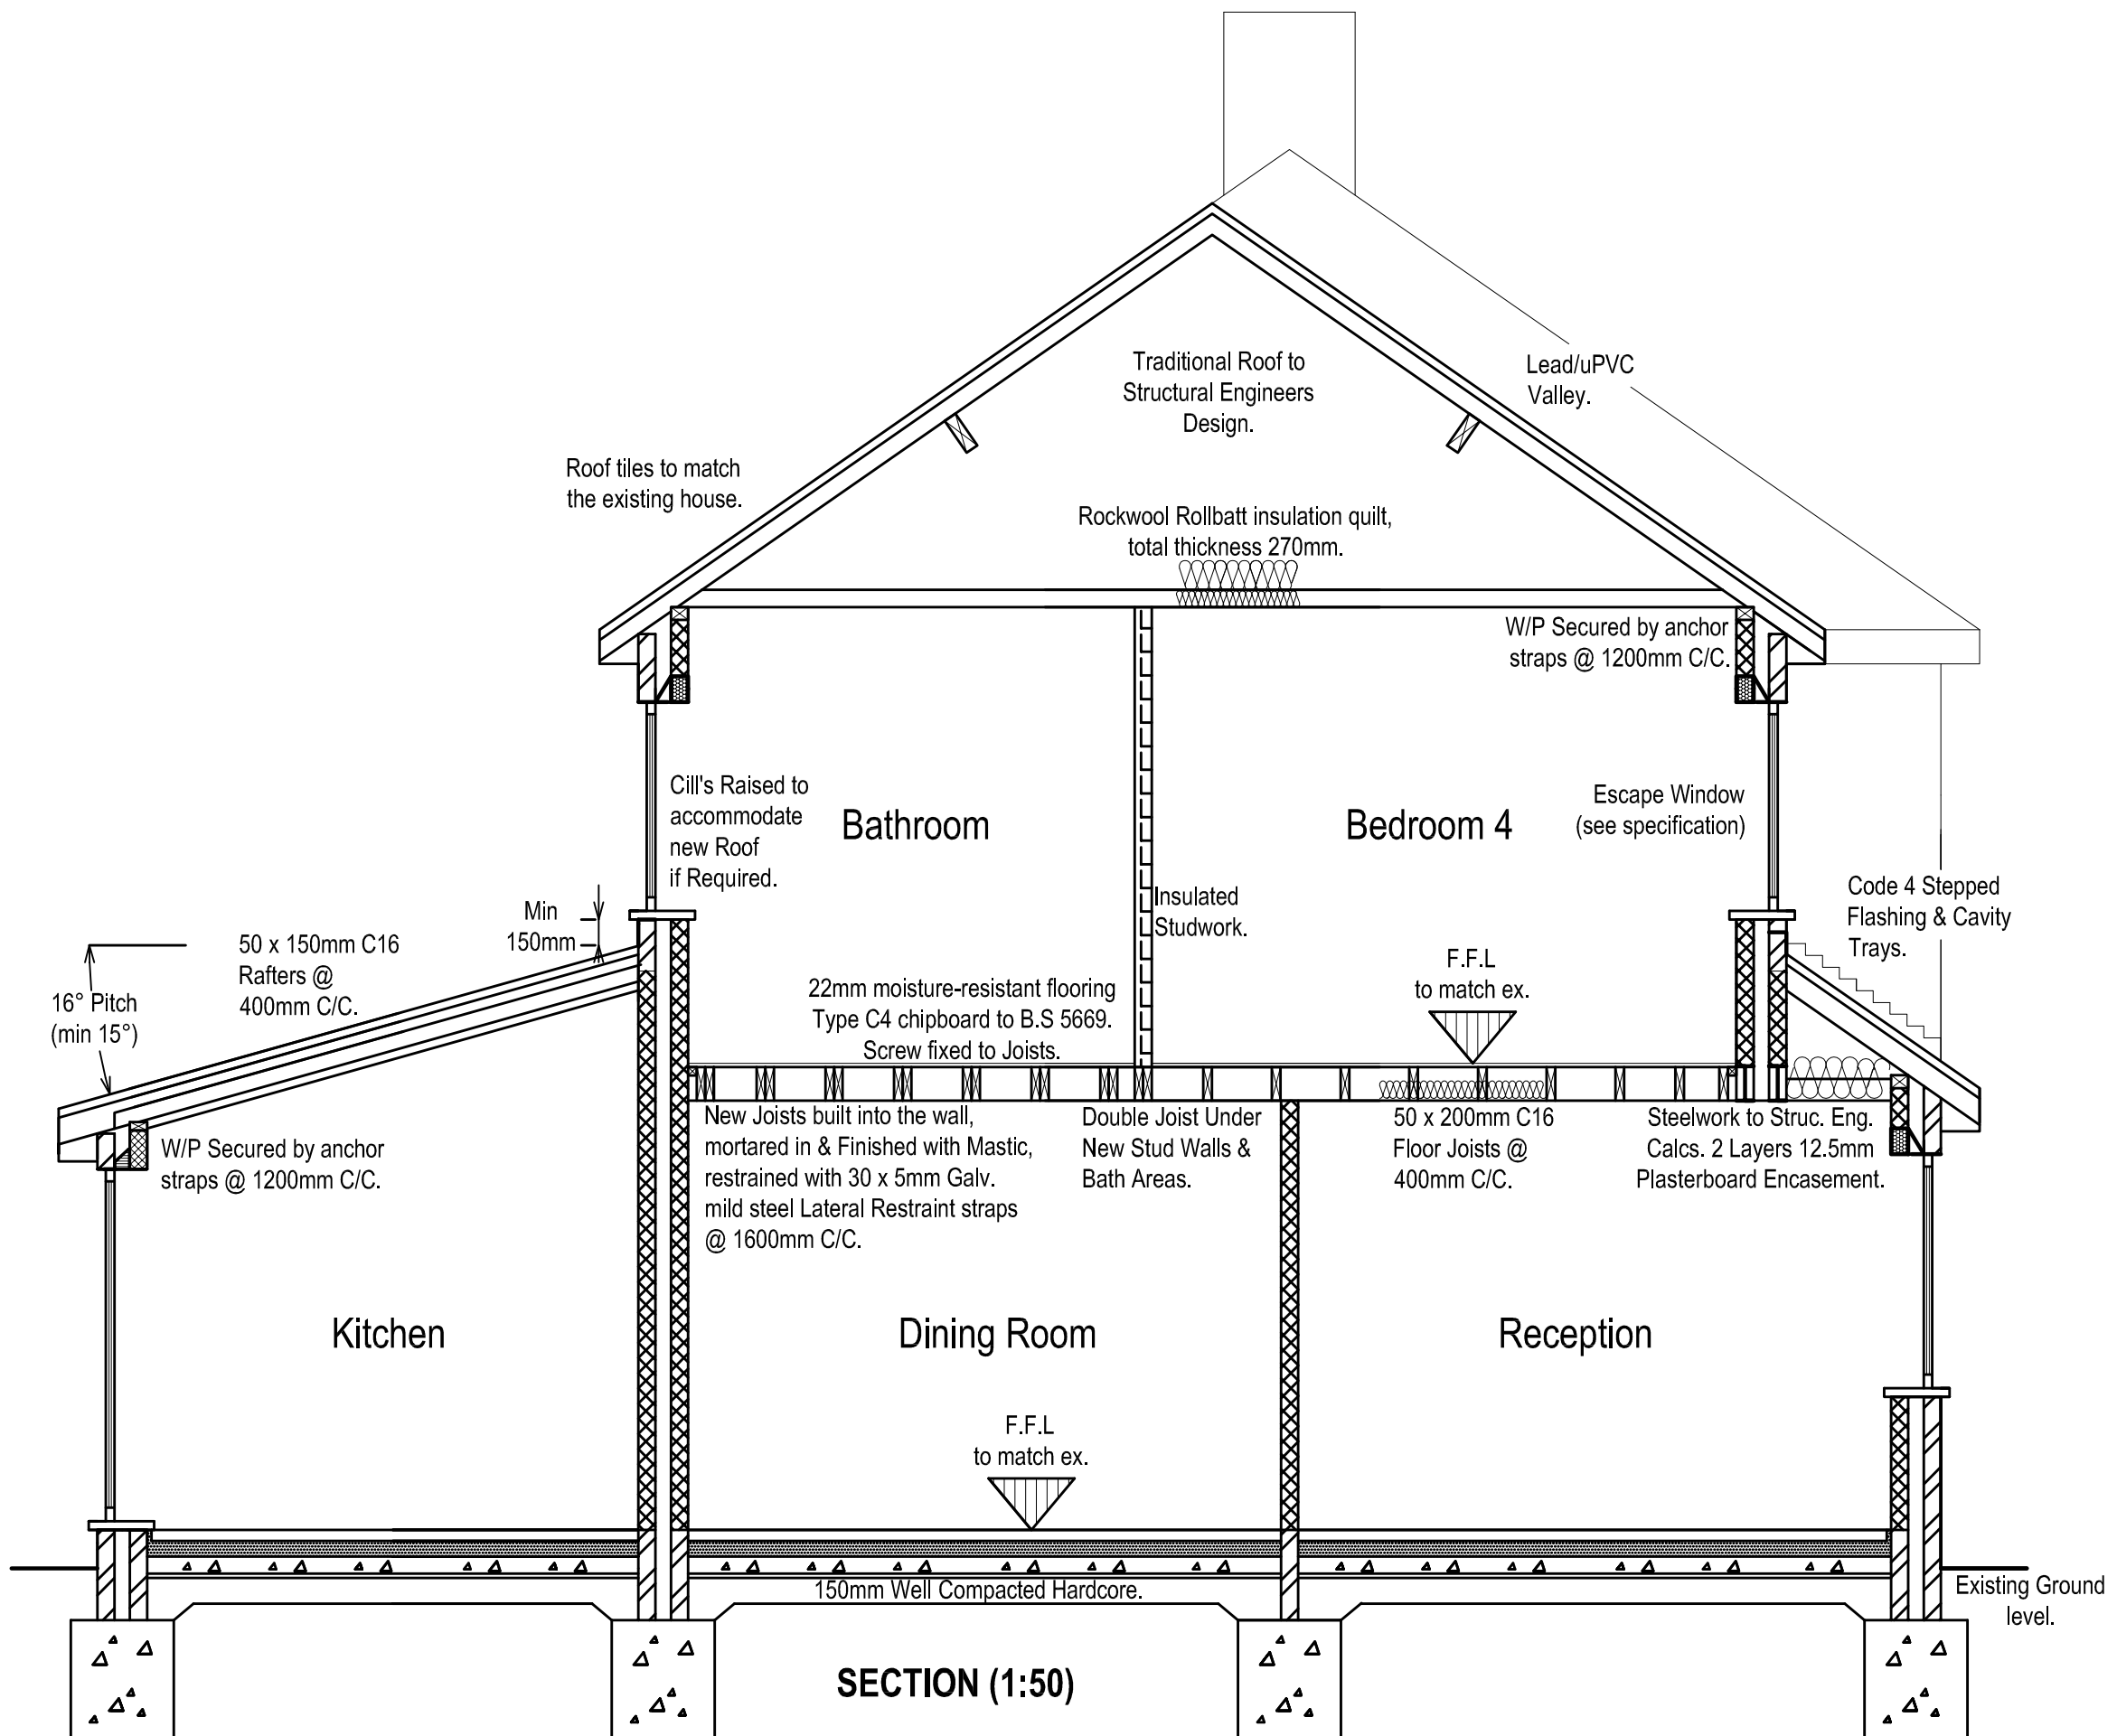 Traditional Roof to
Structural Engineers
Design.
Lead/uPVC
Valley.
Roof tiles to match
the existing house.
Rockwool Rollbatt insulation quilt,
total thickness 270mm.
W/P Secured by anchor
straps @ 1200mm C/C.
Cill's Raised to
accommodate
new Roof
if Required.
Bathroom
Bedroom 4
Escape Window
(see specification)
Insulated
Studwork.
Code 4 Stepped
Flashing & Cavity
Trays.
Min
150mm
50 x 150mm C16
Rafters @
400mm C/C.
16° Pitch
(min 15°)
22mm moisture-resistant flooring
Type C4 chipboard to B.S 5669.
Screw fixed to Joists.
F.F.L
to match ex.
W/P Secured by anchor
straps @ 1200mm C/C.
New Joists built into the wall,
mortared in & Finished with Mastic,
restrained with 30 x 5mm Galv.
mild steel Lateral Restraint straps
@ 1600mm C/C.
Double Joist Under
New Stud Walls &
Bath Areas.
50 x 200mm C16
Floor Joists @
400mm C/C.
Steelwork to Struc. Eng.
Calcs. 2 Layers 12.5mm
Plasterboard Encasement.
Kitchen
Dining Room
Reception
F.F.L
to match ex.
150mm Well Compacted Hardcore.
Existing Ground
level.
SECTION (1:50)